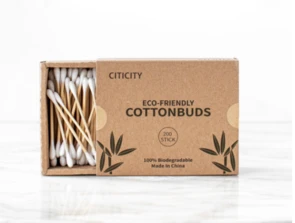 CITICITY
ECO-FRIENDLY
COTTONBUDS
200
STICK
100% Biodegradable
Made In China